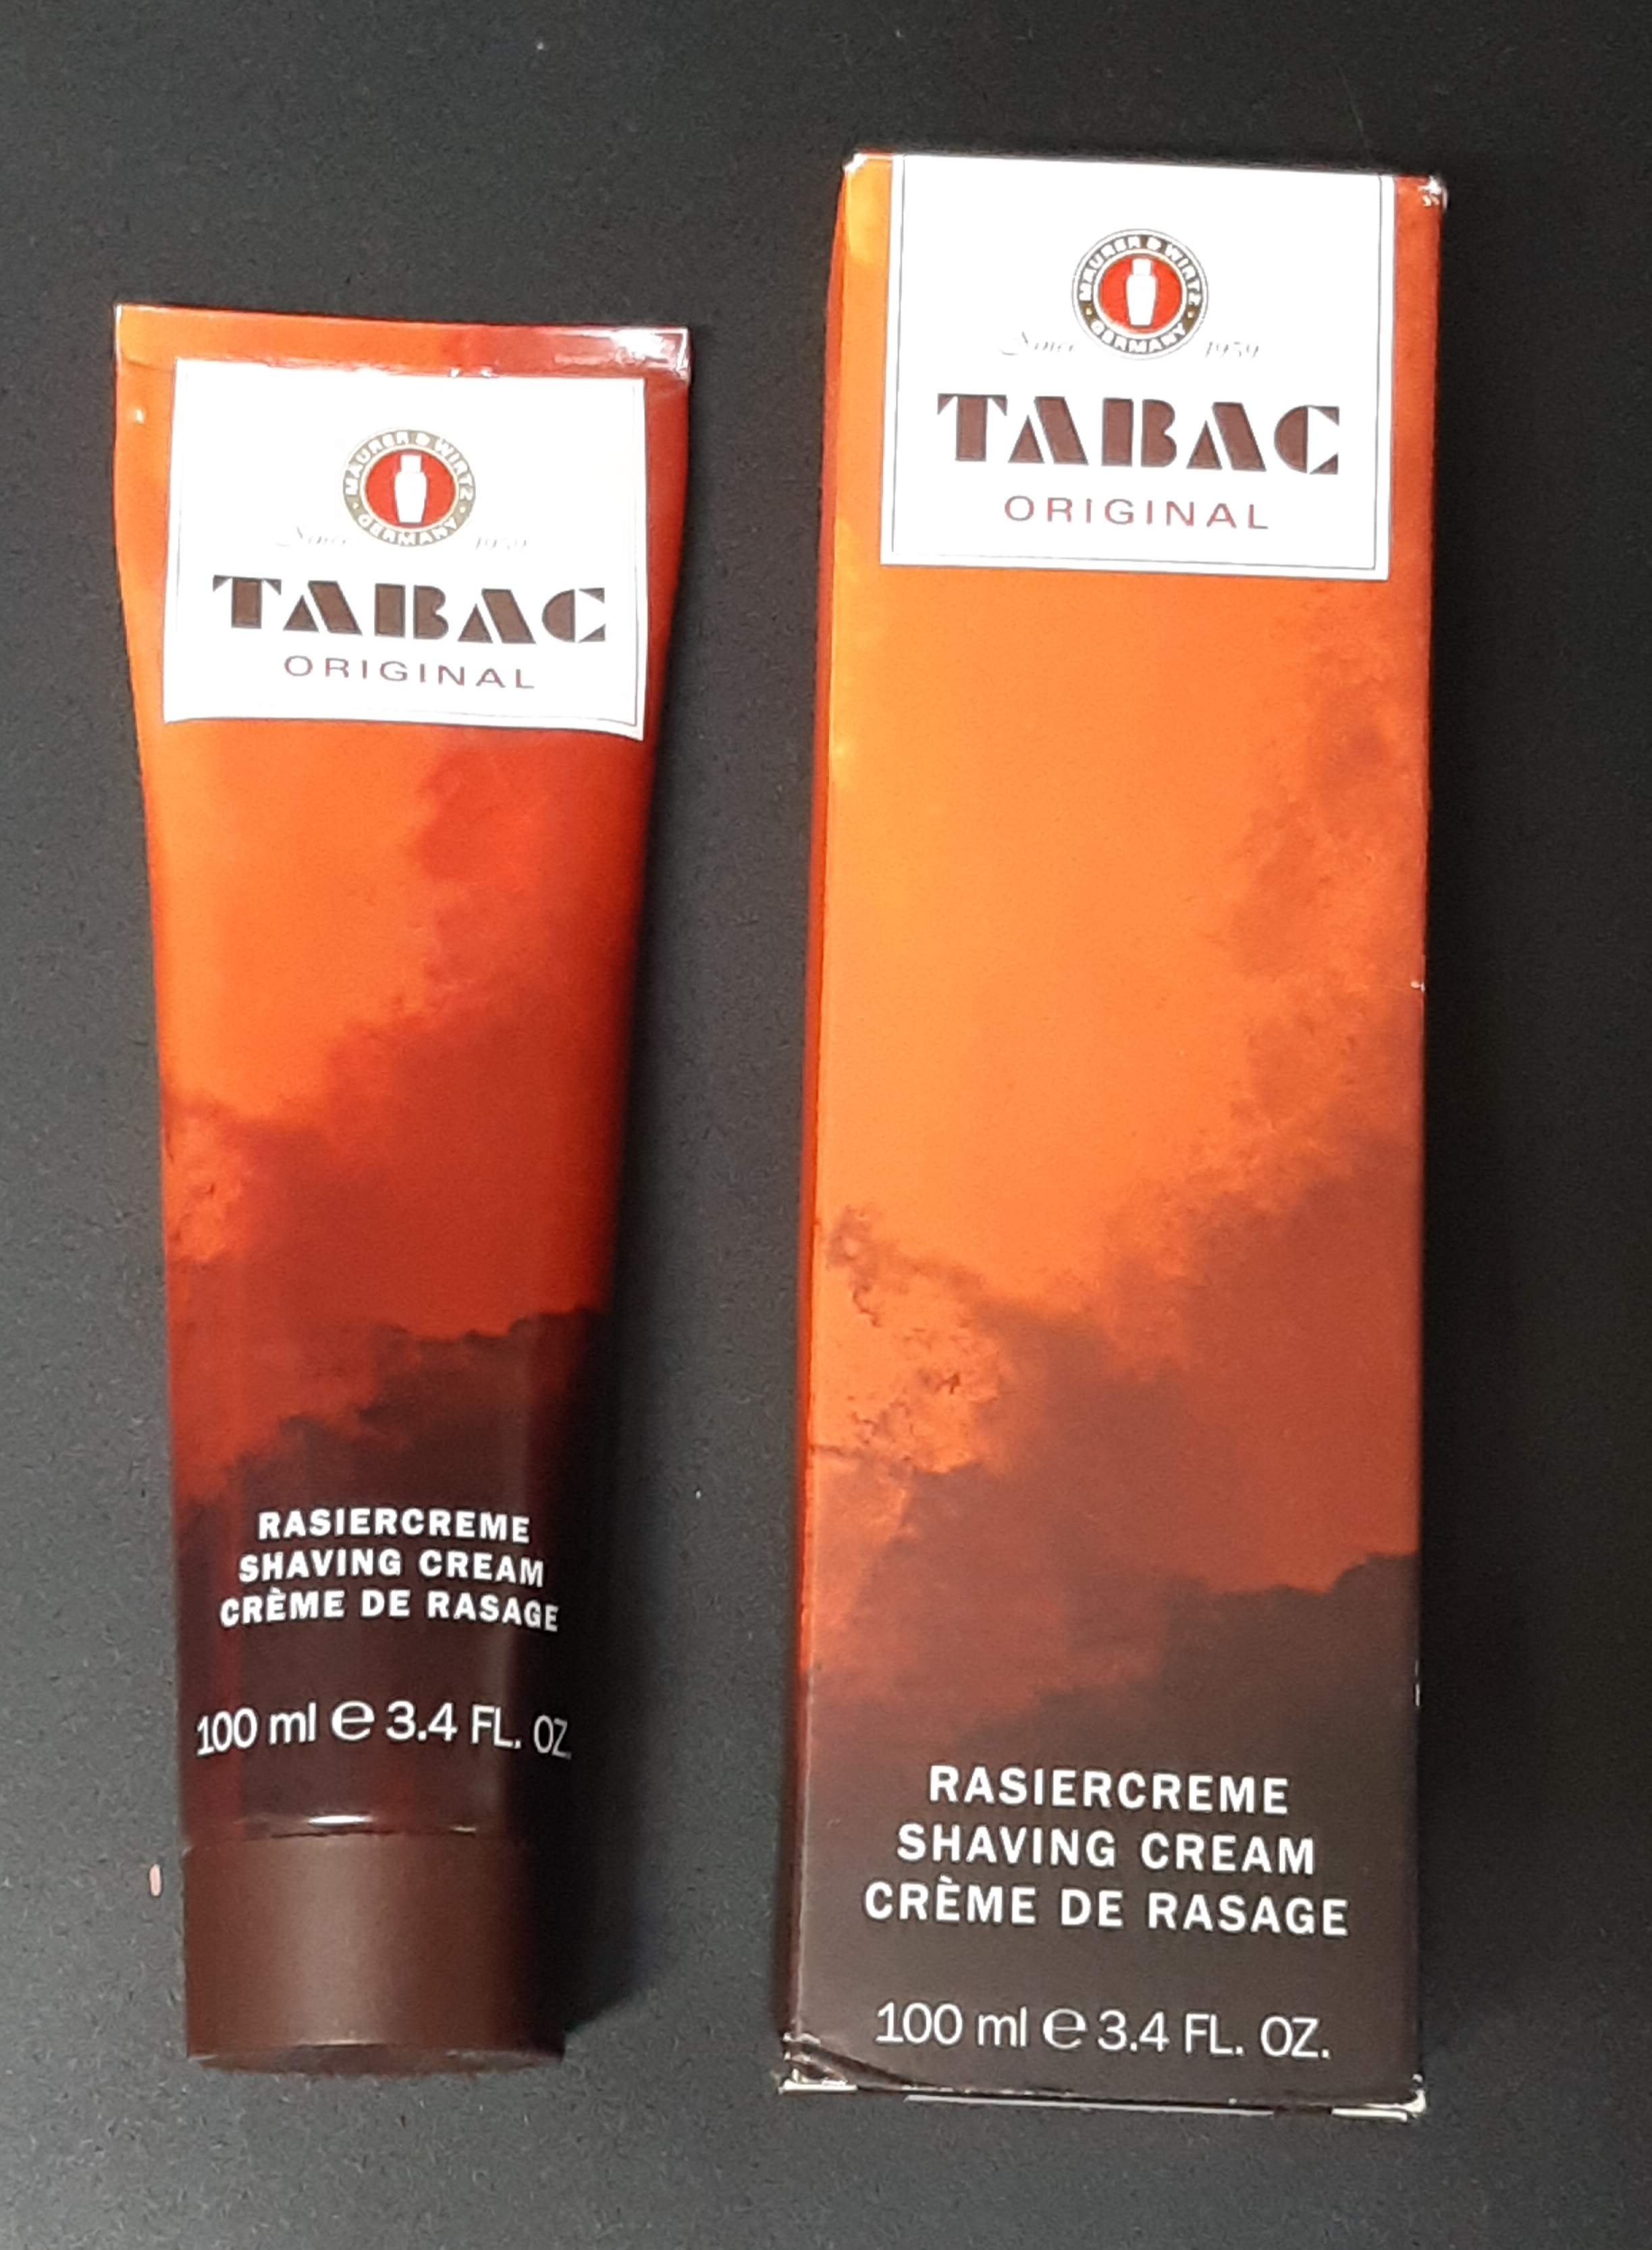 MAURER & WIRTZ
GERMANY
Since 1959
TABAC
ORIGINAL
RASIERCREME
SHAVING CREAM
CRÈME DE RASAGE
100 ml e 3.4 FL. OZ.
MAURER & WIRTZ
GERMANY
Since 1959
TABAC
ORIGINAL
RASIERCREME
SHAVING CREAM
CRÈME DE RASAGE
100 ml e 3.4 FL. OZ.